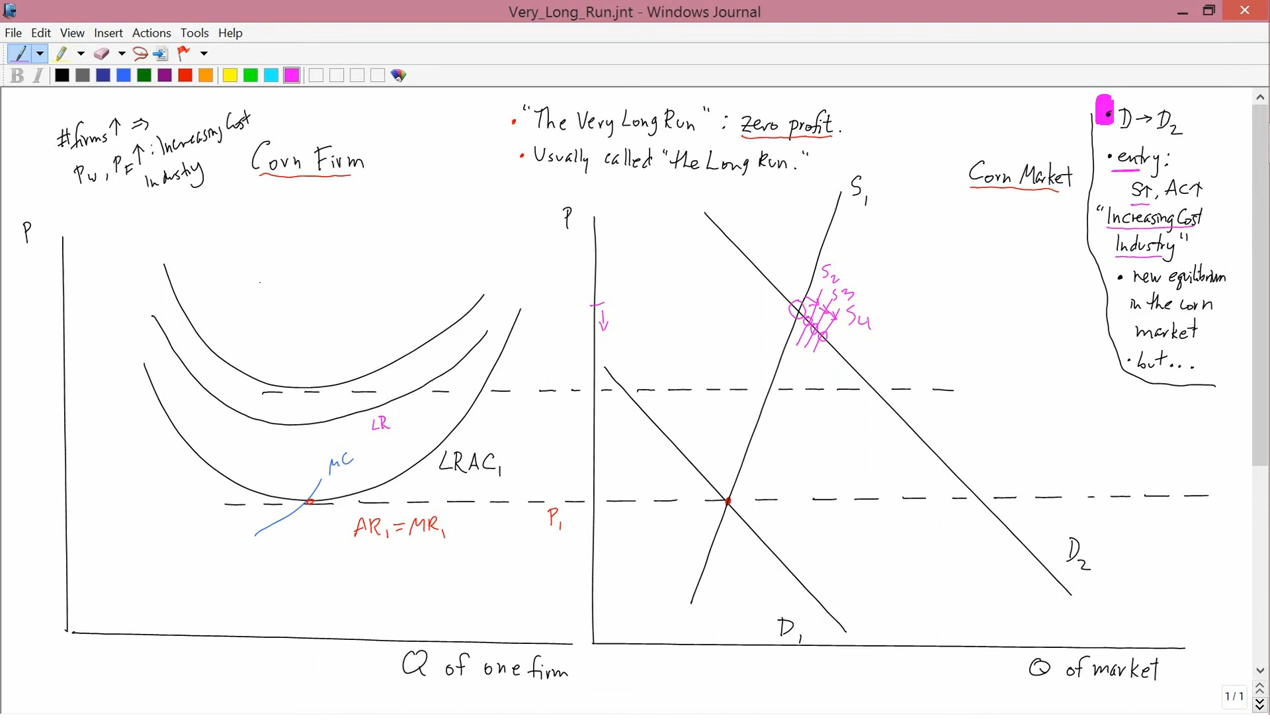 Very_Long_Run.jnt - Windows Journal
File Edit View Insert Actions Tools Help
B I
#firms↑ ⇒
P_W, P_F↑: Increasing Cost
Industry
Corn Firm
• "The Very Long Run" : zero profit.
• Usually called "the Long Run."
Corn Market
• D → D₂
• entry:
S↑, AC↑
"Increasing Cost
Industry"
• new equilibrium
in the corn
market
• but...
P
P
S₁
S₂
S3
S4
LR
MC
LRAC₁
AR₁ = MR₁
P₁
D₂
D₁
Q of one firm
Q of market
1 / 1